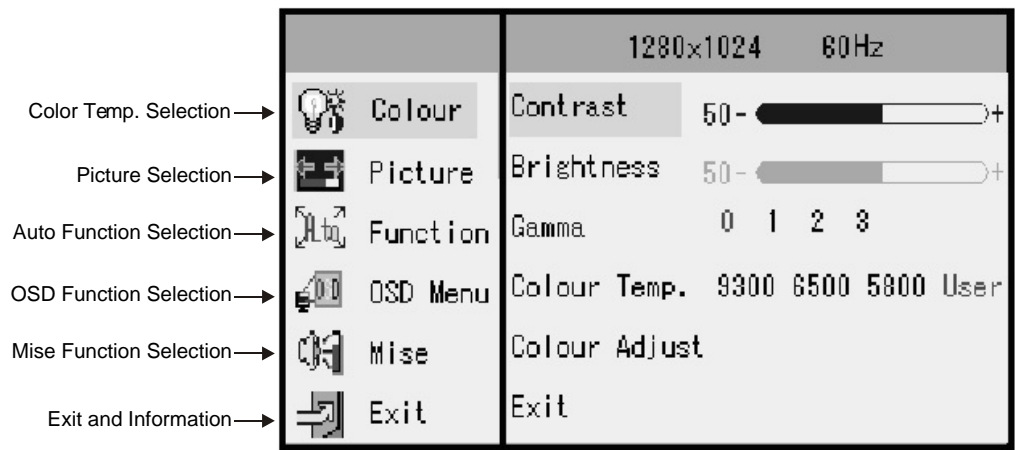 1280x1024 60Hz
Color Temp. Selection
Colour
Picture Selection
Picture
Auto Function Selection
Function
OSD Function Selection
OSD Menu
Mise Function Selection
Mise
Exit and Information
Exit
Contrast 50-+
Brightness 50-+
Gamma 0 1 2 3
Colour Temp. 9300 6500 5800 User
Colour Adjust
Exit